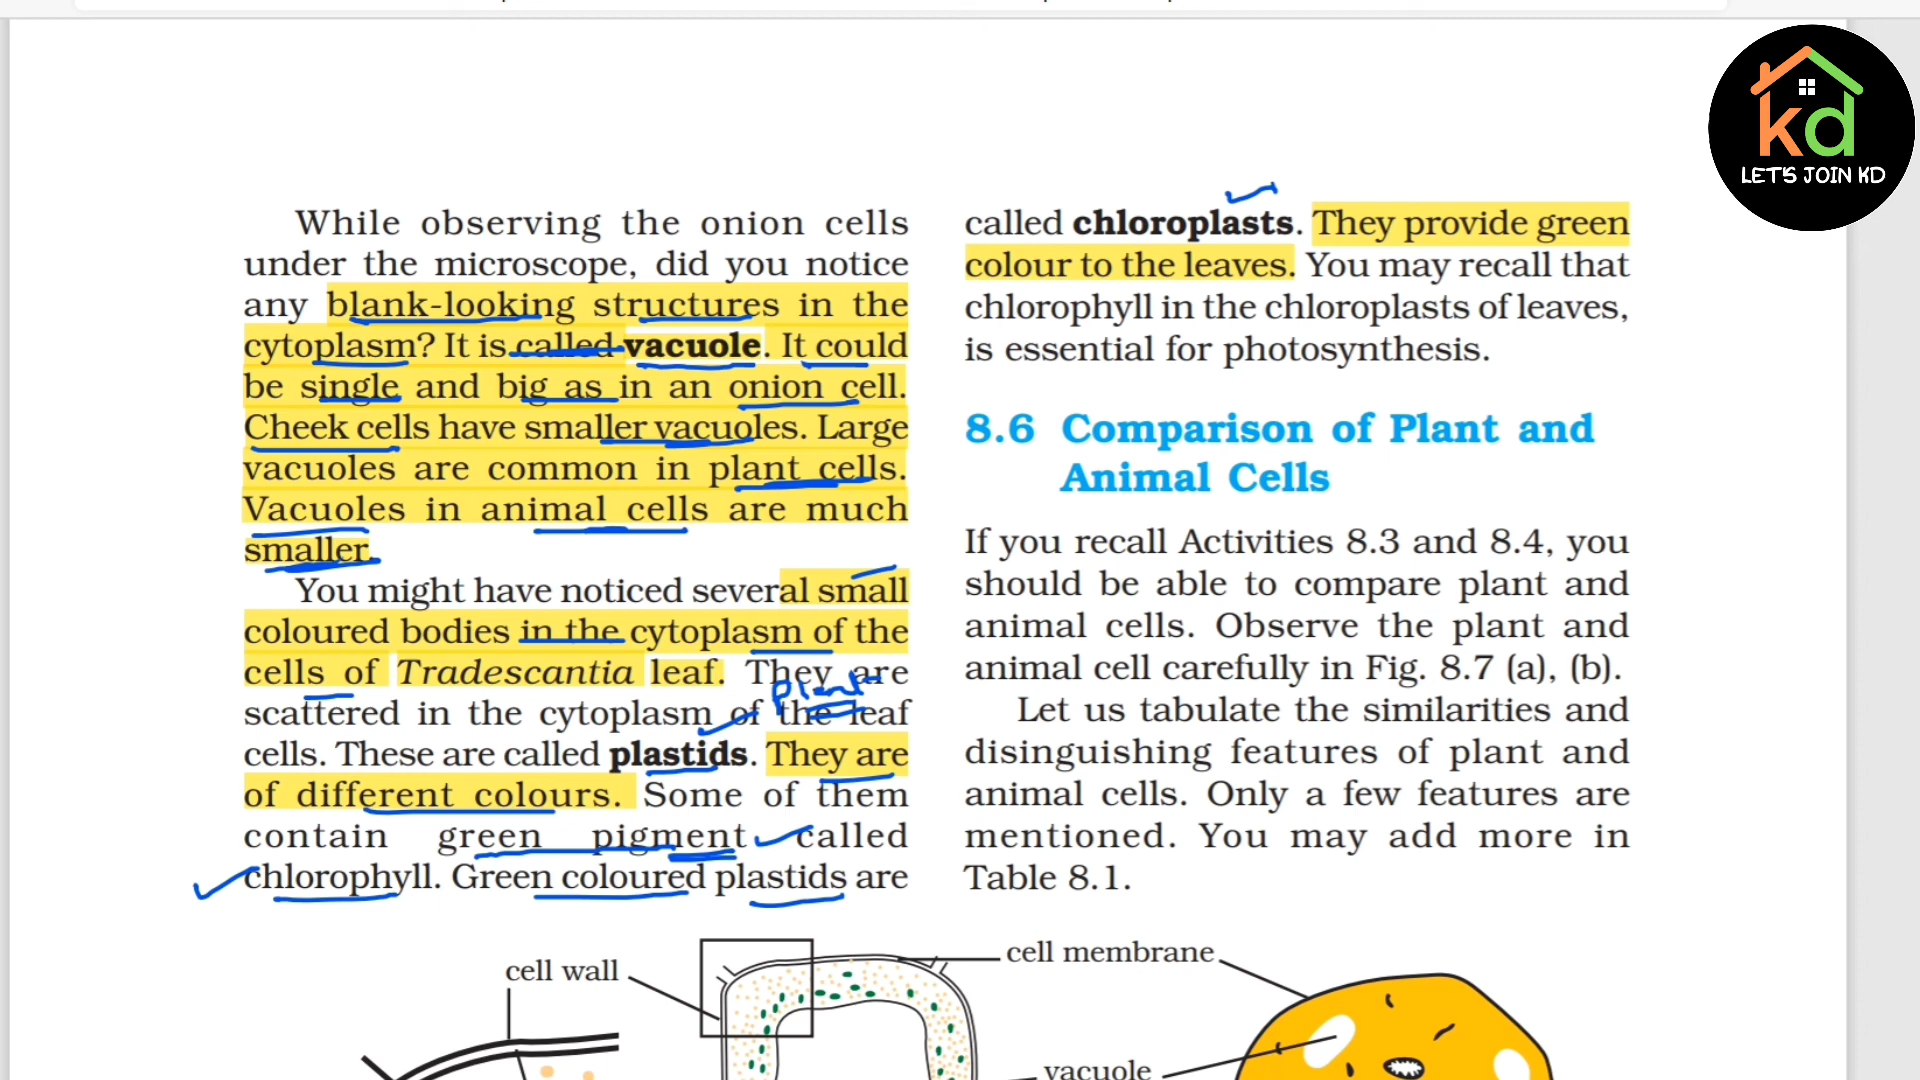 kd
LET'S JOIN KD
While observing the onion cells
under the microscope, did you notice
any blank-looking structures in the
cytoplasm? It is called vacuole. It could
be single and big as in an onion cell.
Cheek cells have smaller vacuoles. Large
vacuoles are common in plant cells.
Vacuoles in animal cells are much
smaller.
You might have noticed several small
coloured bodies in the cytoplasm of the
cells of Tradescantia leaf. They are
plant
scattered in the cytoplasm of the leaf
cells. These are called plastids. They are
of different colours. Some of them
contain green pigment called
chlorophyll. Green coloured plastids are
called chloroplasts. They provide green
colour to the leaves. You may recall that
chlorophyll in the chloroplasts of leaves,
is essential for photosynthesis.
8.6 Comparison of Plant and
Animal Cells
If you recall Activities 8.3 and 8.4, you
should be able to compare plant and
animal cells. Observe the plant and
animal cell carefully in Fig. 8.7 (a), (b).
Let us tabulate the similarities and
disinguishing features of plant and
animal cells. Only a few features are
mentioned. You may add more in
Table 8.1.
cell wall
cell membrane
vacuole